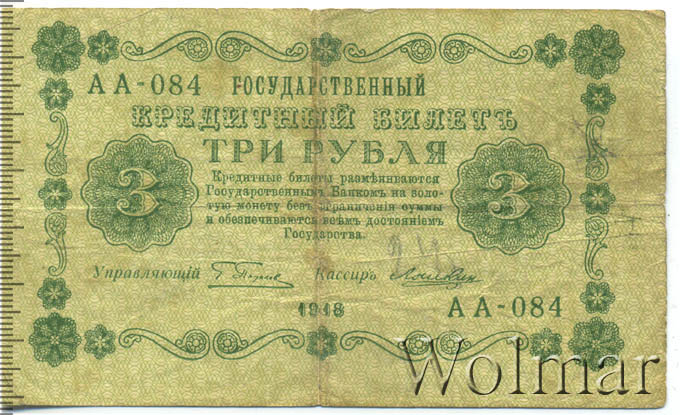 АА-084 ГОСУДАРСТВЕННЫЙ
КРЕДИТНЫЙ БИЛЕТЪ
ТРИ РУБЛЯ
3 3
Кредитные билеты размѣниваются
Государственнымъ Банкомъ на золо-
тую монету безъ ограниченія суммы
и обезпечиваются всѣмъ достояніемъ
Государства.
Управляющій Кассиръ
1918
АА-084
Wolmar